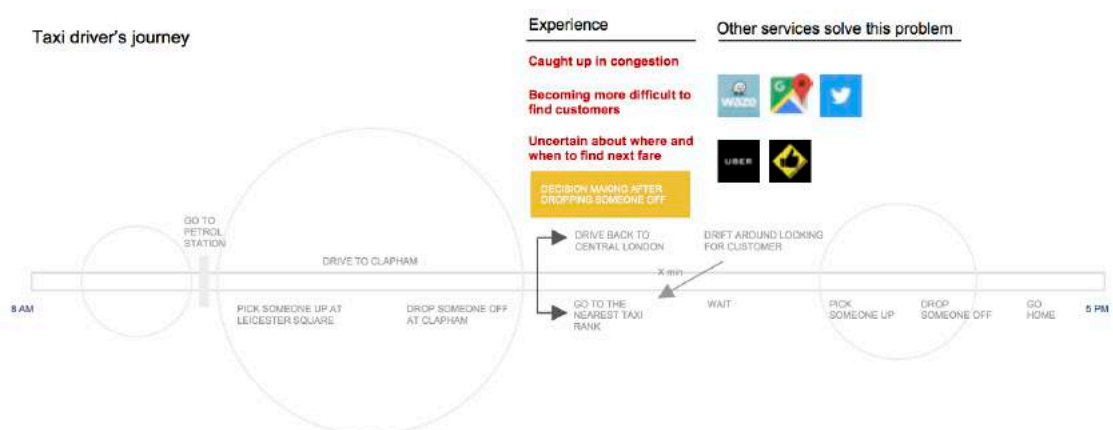 Taxi driver's journey
Experience
Other services solve this problem
Caught up in congestion
Becoming more difficult to
find customers
Uncertain about where and
when to find next fare
waze
G
UBER
DECISION MAKING AFTER
DROPPING SOMEONE OFF
GO TO
PETROL
STATION
DRIVE TO CLAPHAM
DRIVE BACK TO
CENTRAL LONDON
DRIFT AROUND LOOKING
FOR CUSTOMER
X min
8 AM
PICK SOMEONE UP AT
LEICESTER SQUARE
DROP SOMEONE OFF
AT CLAPHAM
GO TO THE
NEAREST TAXI
RANK
WAIT
PICK
SOMEONE UP
DROP
SOMEONE OFF
GO
HOME
5 PM